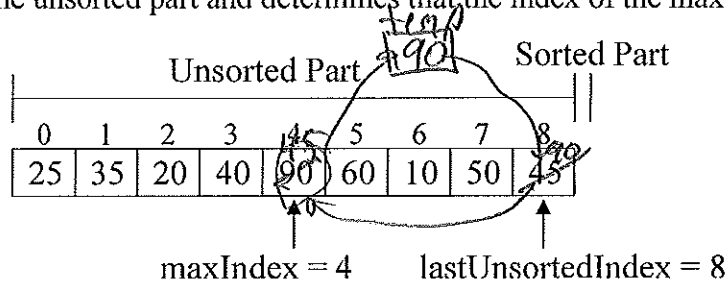 he unsorted part and determines that the index of the max
temp
90
Unsorted Part Sorted Part
0 1 2 3 4 5 6 7 8
45 90
25 35 20 40 90 60 10 50 45
maxIndex = 4 lastUnsortedIndex = 8